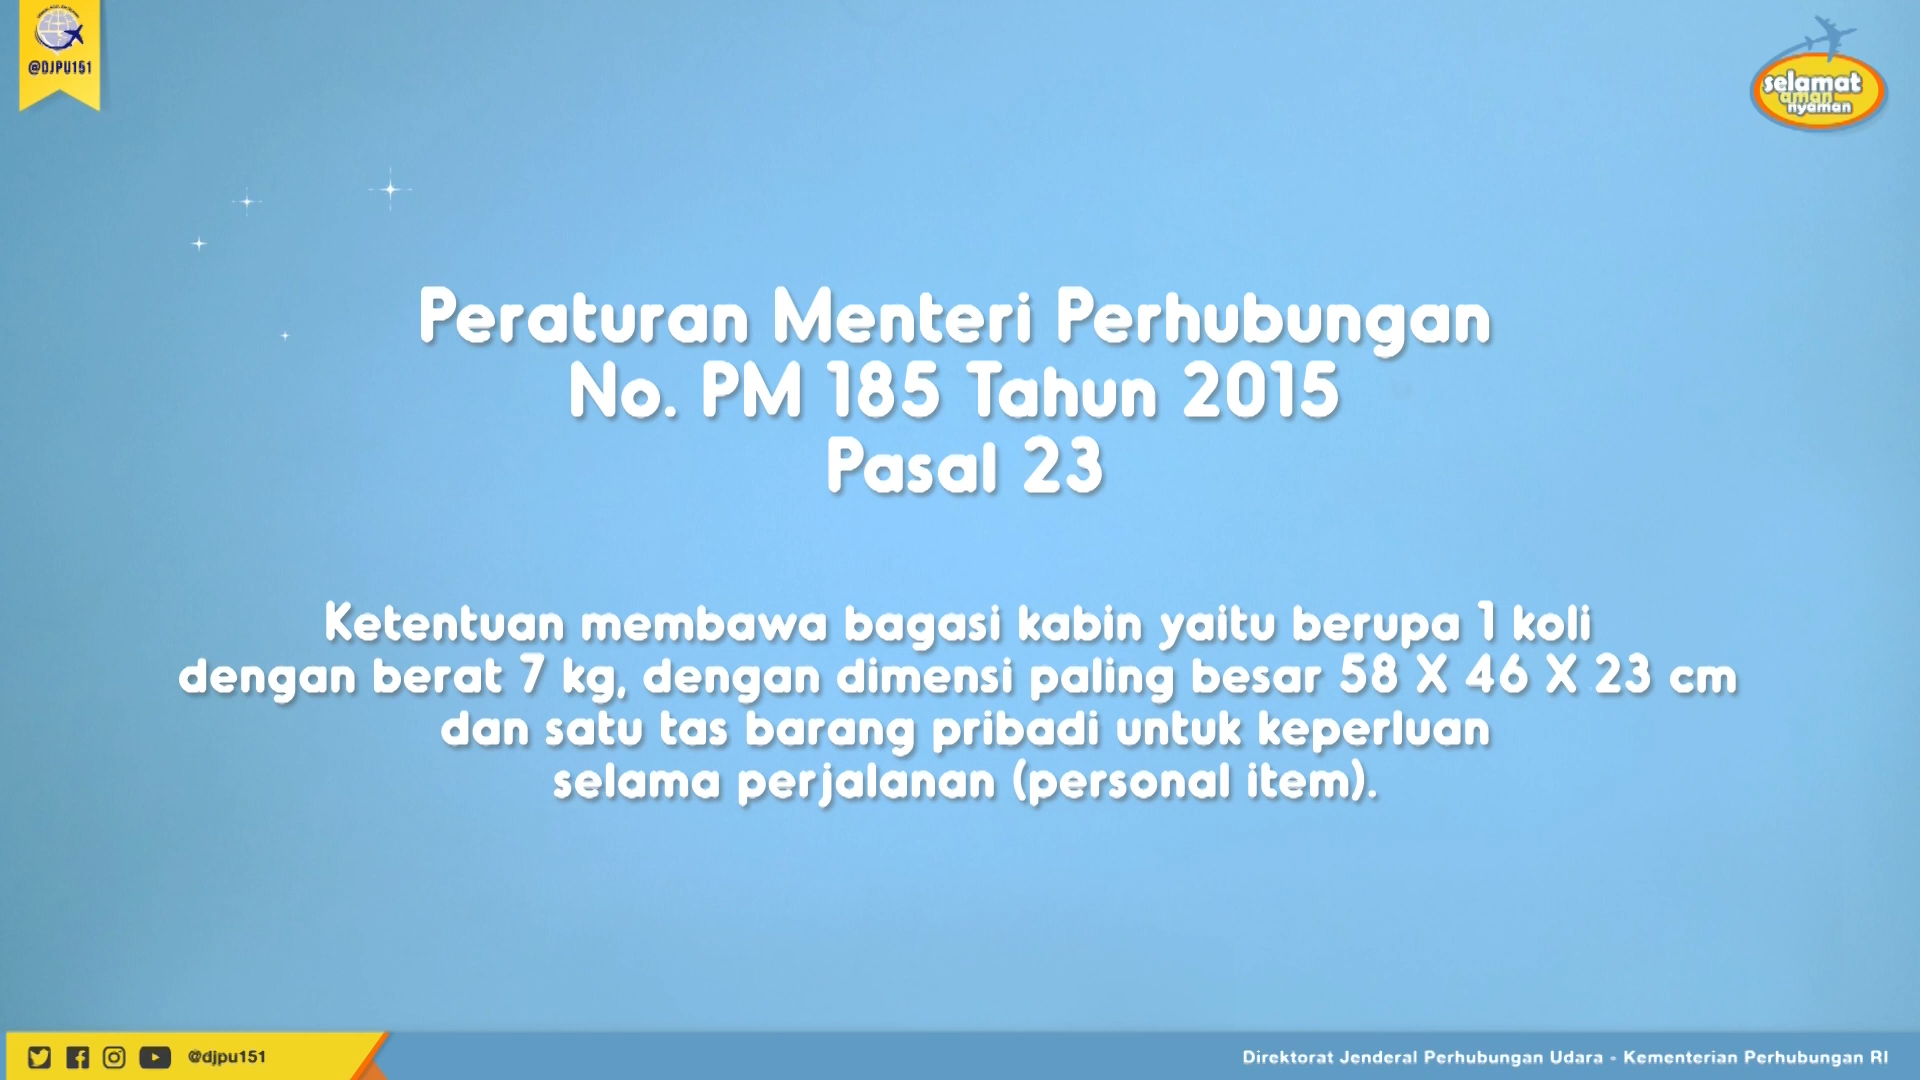 @DJPU151
selamat
aman
nyaman
Peraturan Menteri Perhubungan
No. PM 185 Tahun 2015
Pasal 23
Ketentuan membawa bagasi kabin yaitu berupa 1 koli
dengan berat 7 kg, dengan dimensi paling besar 58 X 46 X 23 cm
dan satu tas barang pribadi untuk keperluan
selama perjalanan (personal item).
@djpu151
Direktorat Jenderal Perhubungan Udara - Kementerian Perhubungan RI